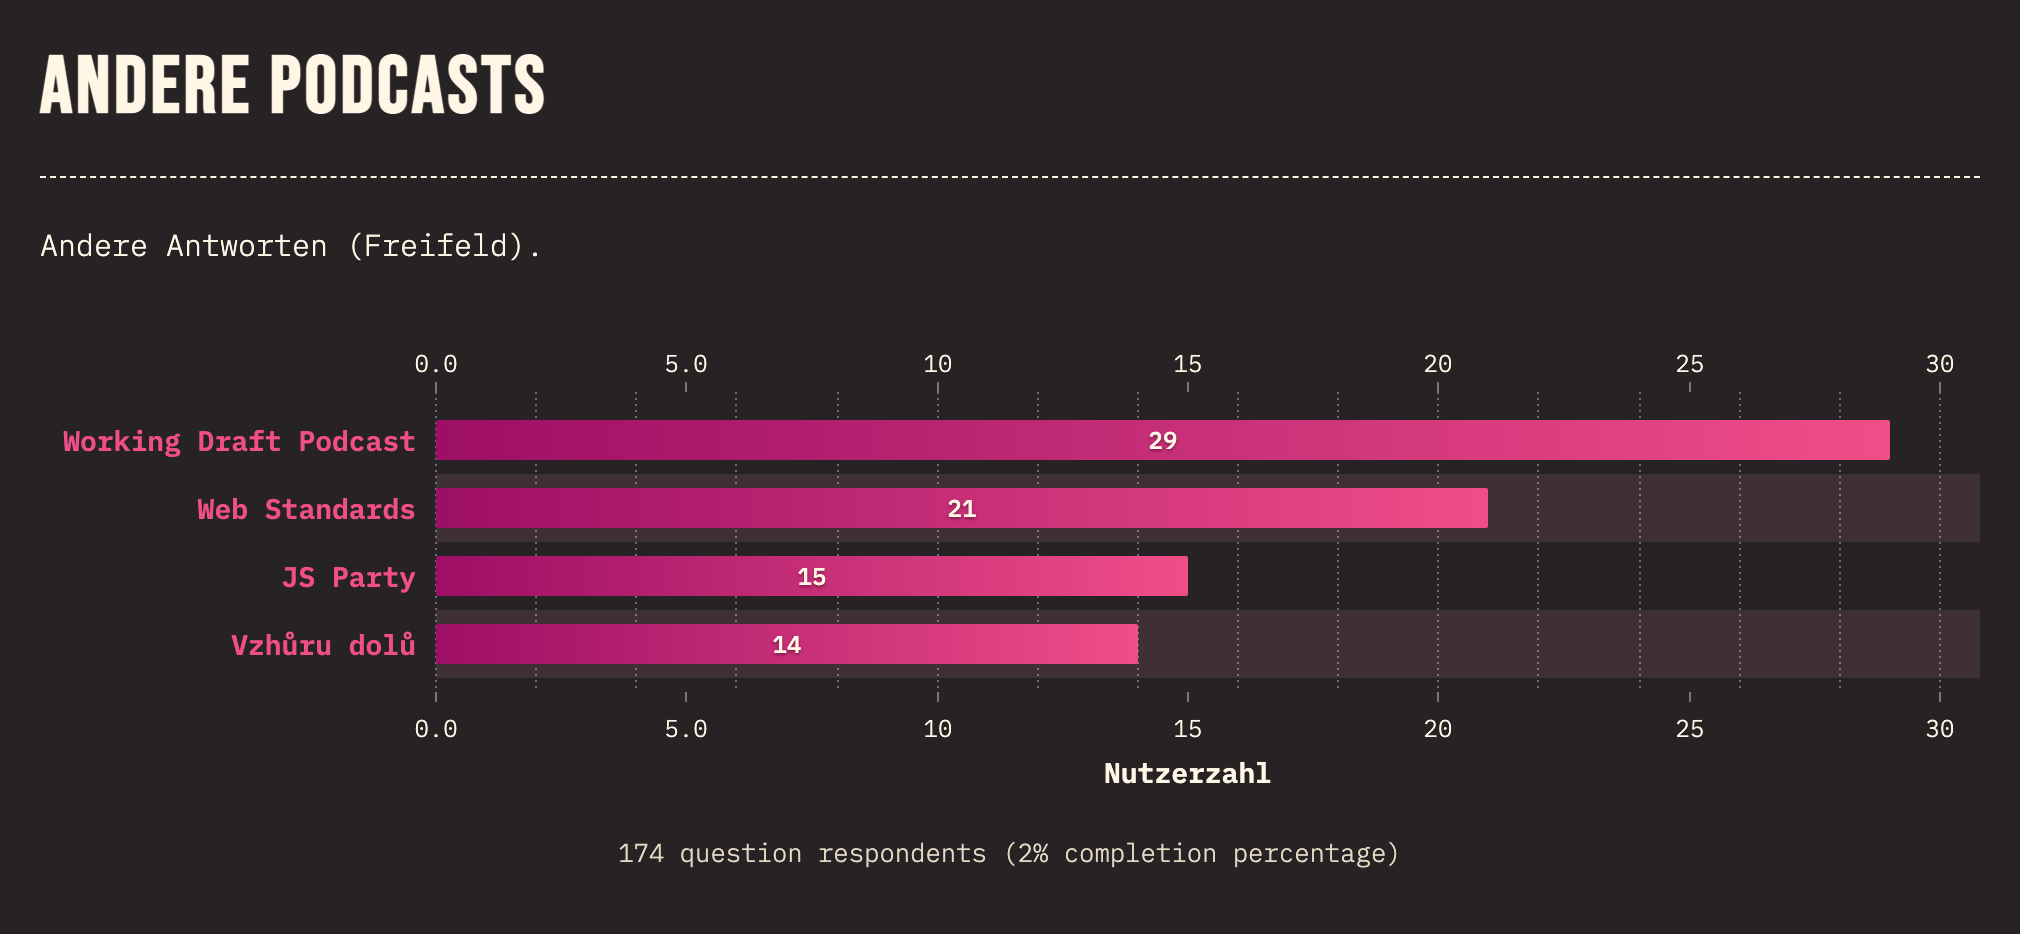 ANDERE PODCASTS
Andere Antworten (Freifeld).
0.0 5.0 10 15 20 25 30
Working Draft Podcast 29
Web Standards 21
JS Party 15
Vzhůru dolů 14
0.0 5.0 10 15 20 25 30
Nutzerzahl
174 question respondents (2% completion percentage)